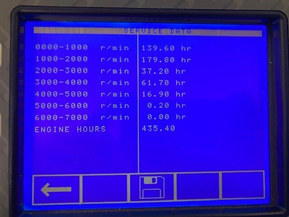 SERVICE DATA
0000-1000 r/min 139.60 hr
1000-2000 r/min 179.80 hr
2000-3000 r/min 37.20 hr
3000-4000 r/min 61.70 hr
4000-5000 r/min 16.90 hr
5000-6000 r/min 0.20 hr
6000-7000 r/min 0.00 hr
ENGINE HOURS 435.40